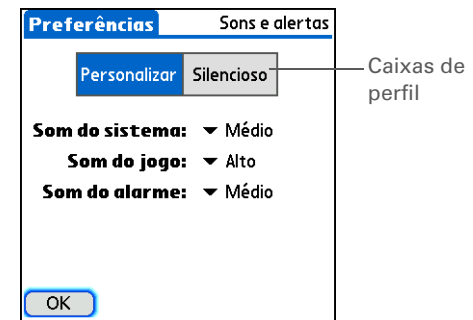 Preferências Sons e alertas
Personalizar Silencioso
Caixas de
perfil
Som do sistema: Médio
Som do jogo: Alto
Som do alarme: Médio
OK